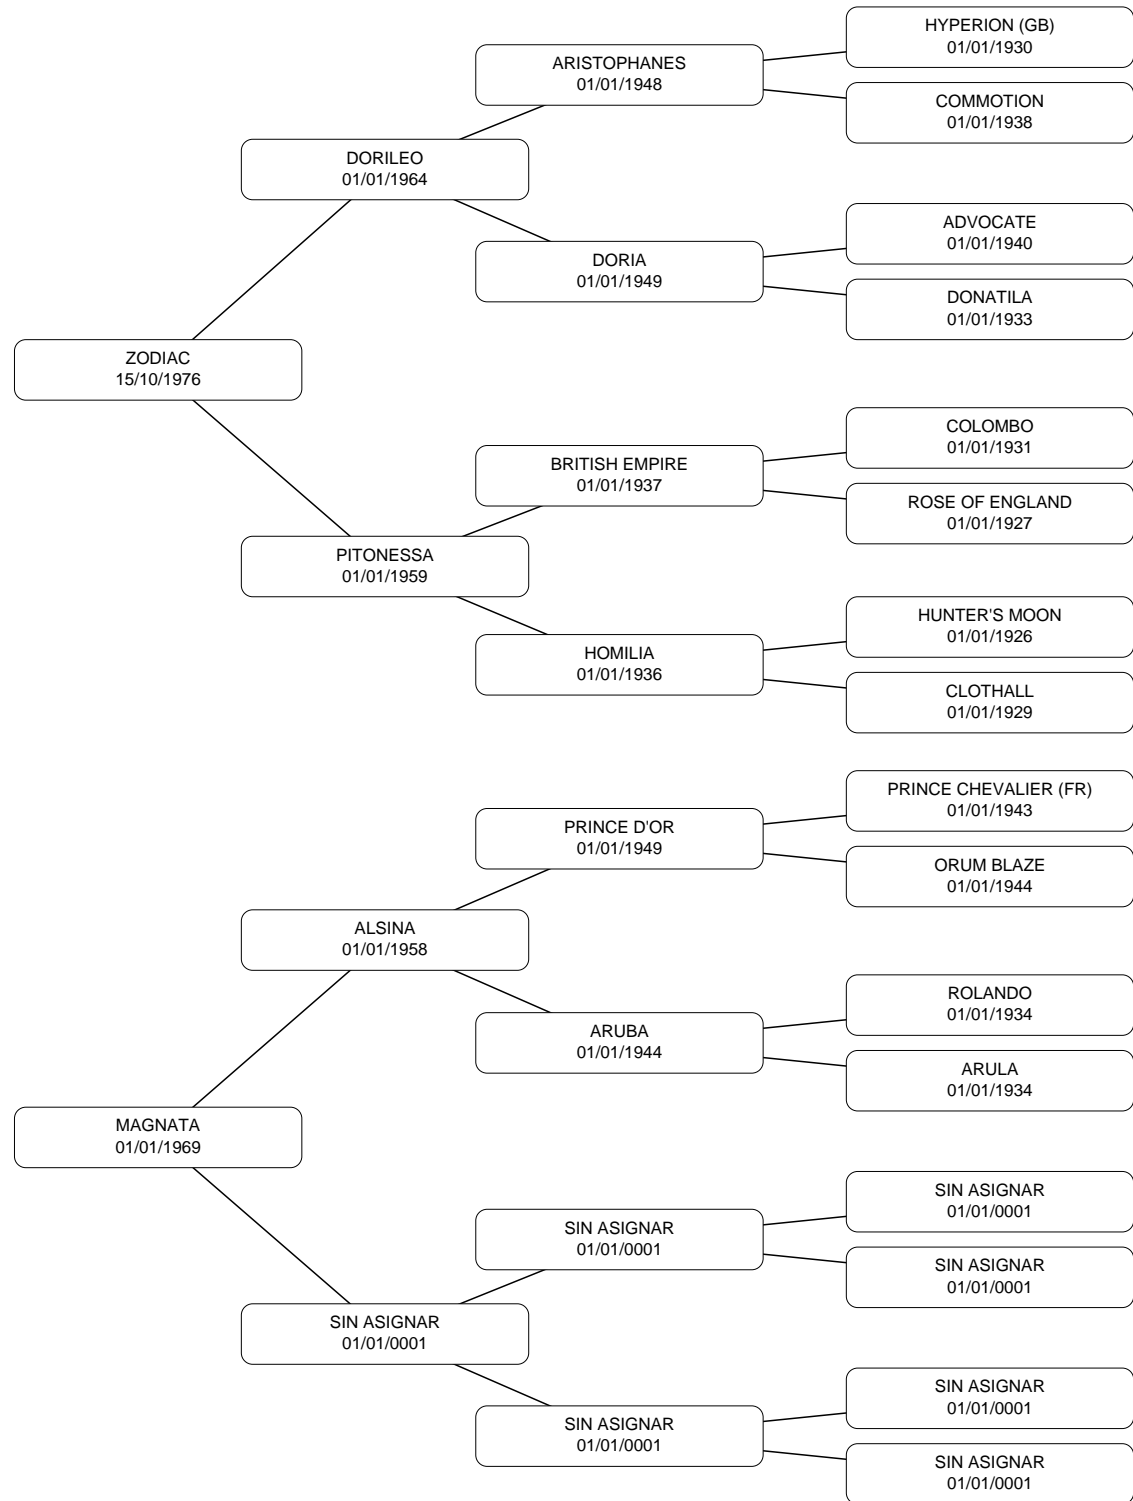 HYPERION (GB)
01/01/1930
ARISTOPHANES
01/01/1948
COMMOTION
01/01/1938
DORILEO
01/01/1964
ADVOCATE
01/01/1940
DORIA
01/01/1949
DONATILA
01/01/1933
ZODIAC
15/10/1976
COLOMBO
01/01/1931
BRITISH EMPIRE
01/01/1937
ROSE OF ENGLAND
01/01/1927
PITONESSA
01/01/1959
HUNTER'S MOON
01/01/1926
HOMILIA
01/01/1936
CLOTHALL
01/01/1929
PRINCE CHEVALIER (FR)
01/01/1943
PRINCE D'OR
01/01/1949
ORUM BLAZE
01/01/1944
ALSINA
01/01/1958
ROLANDO
01/01/1934
ARUBA
01/01/1944
ARULA
01/01/1934
MAGNATA
01/01/1969
SIN ASIGNAR
01/01/0001
SIN ASIGNAR
01/01/0001
SIN ASIGNAR
01/01/0001
SIN ASIGNAR
01/01/0001
SIN ASIGNAR
01/01/0001
SIN ASIGNAR
01/01/0001
SIN ASIGNAR
01/01/0001